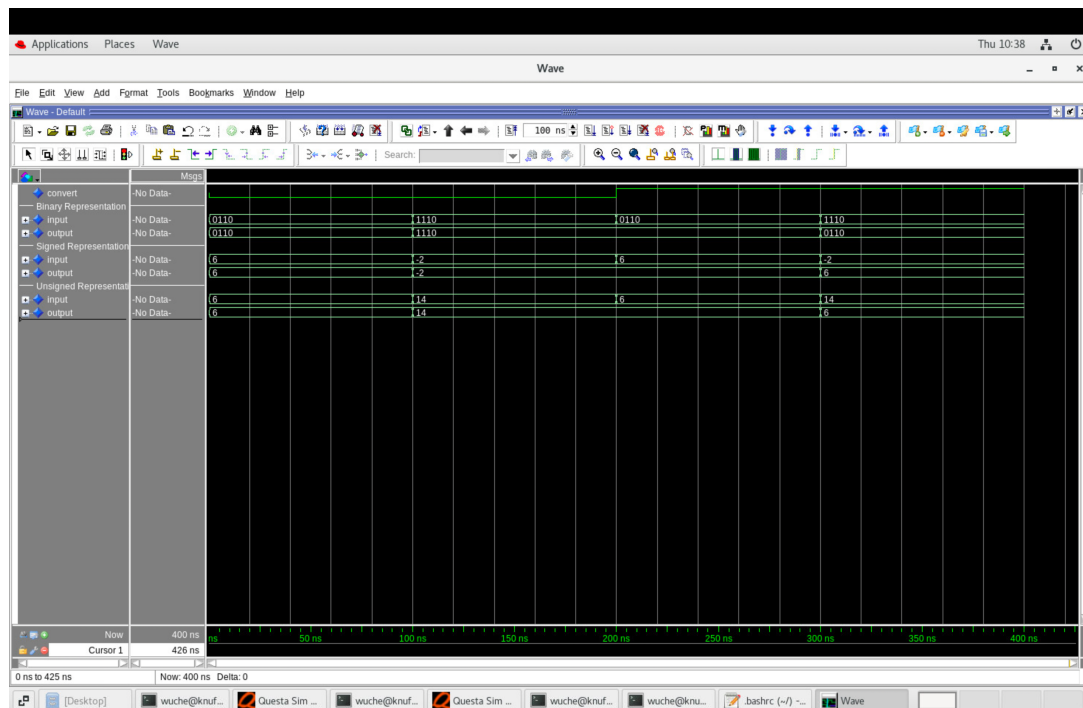 Applications Places Wave Thu 10:38
Wave
File Edit View Add Format Tools Bookmarks Window Help
Wave - Default
100 ns
Search:
Msgs
convert -No Data-
Binary Representation
input -No Data- 0110 1110 0110 1110
output -No Data- 0110 1110 0110
Signed Representation
input -No Data- 6 -2 6 -2
output -No Data- 6 -2 6
Unsigned Representati
input -No Data- 6 14 6 14
output -No Data- 6 14 6
Now 400 ns ns 50 ns 100 ns 150 ns 200 ns 250 ns 300 ns 350 ns 400 ns
Cursor 1 426 ns
0 ns to 425 ns Now: 400 ns Delta: 0
[Desktop] wuche@knuf... Questa Sim ... wuche@knuf... Questa Sim ... wuche@knuf... wuche@knu... .bashrc (~/) -... Wave